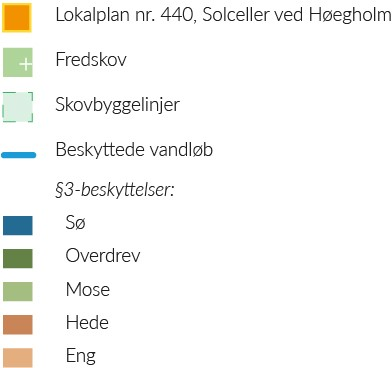 Lokalplan nr. 440, Solceller ved Høegholm
Fredskov
Skovbyggelinjer
Beskyttede vandløb
§3-beskyttelser:
Sø
Overdrev
Mose
Hede
Eng